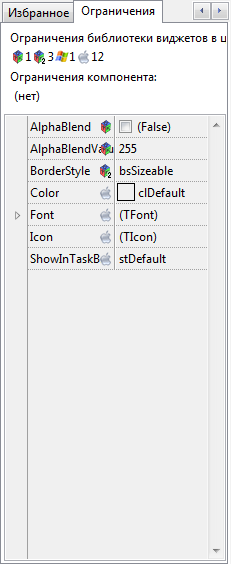 Избранное Ограничения
Ограничения библиотеки виджетов в ц
1 3 1 12
Ограничения компонента:
(нет)
AlphaBlend (False)
AlphaBlendValu 255
BorderStyle bsSizeable
Color clDefault
Font (TFont)
Icon (TIcon)
ShowInTaskB stDefault